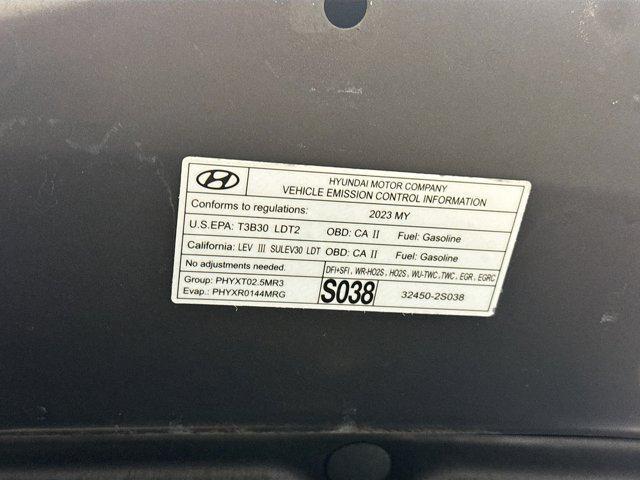 HYUNDAI MOTOR COMPANY
VEHICLE EMISSION CONTROL INFORMATION
Conforms to regulations: 2023 MY
U.S.EPA: T3B30 LDT2 OBD: CA II Fuel: Gasoline
California: LEV III SULEV30 LDT OBD: CA II Fuel: Gasoline
No adjustments needed. DFI+SFI, WR-HO2S, HO2S, WU-TWC, TWC, EGR, EGRC
Group: PHYXT02.5MR3
Evap.: PHYXR0144MRG
S038 32450-2S038